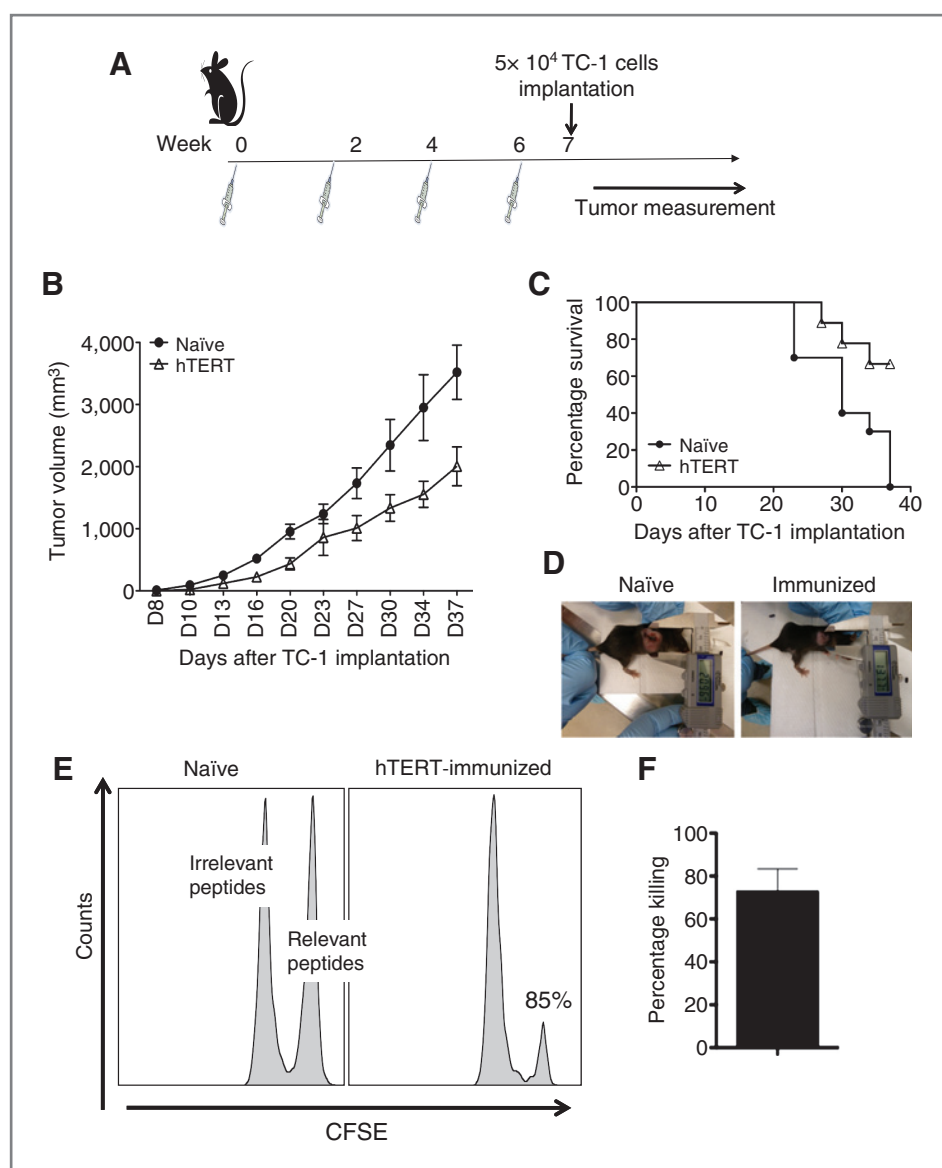 A
5× 10⁴ TC-1 cells
implantation
Week 0 2 4 6 7
Tumor measurement
B
Naïve
hTERT
Tumor volume (mm³)
4,000
3,000
2,000
1,000
0
D8 D10 D13 D16 D20 D23 D27 D30 D34 D37
Days after TC-1 implantation
C
Percentage survival
100
80
60
40
20
0
Naïve
hTERT
0 10 20 30 40
Days after TC-1 implantation
D
Naïve Immunized
E
Naïve hTERT-immunized
Counts
Irrelevant
peptides
Relevant
peptides
85%
CFSE
F
Percentage killing
100
80
60
40
20
0